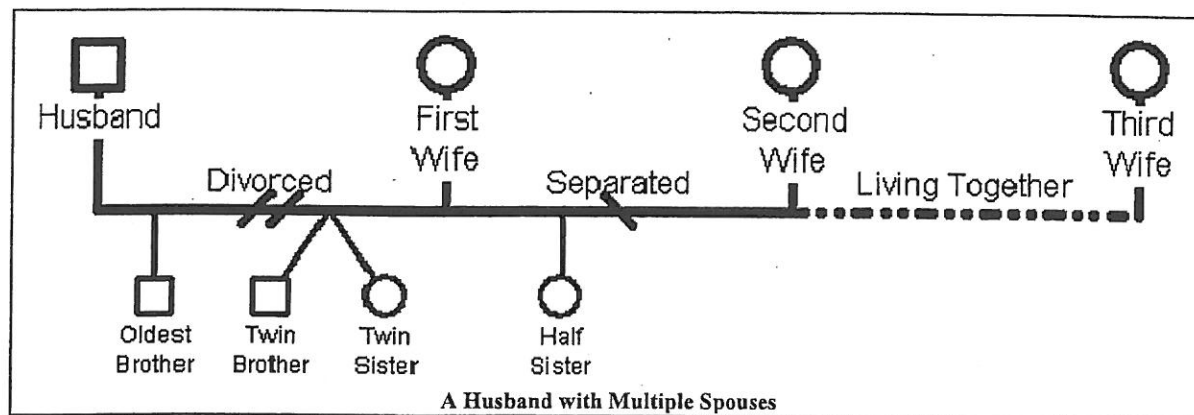 Husband
First
Wife
Second
Wife
Third
Wife
Divorced
Separated
Living Together
Oldest
Brother
Twin
Brother
Twin
Sister
Half
Sister
A Husband with Multiple Spouses